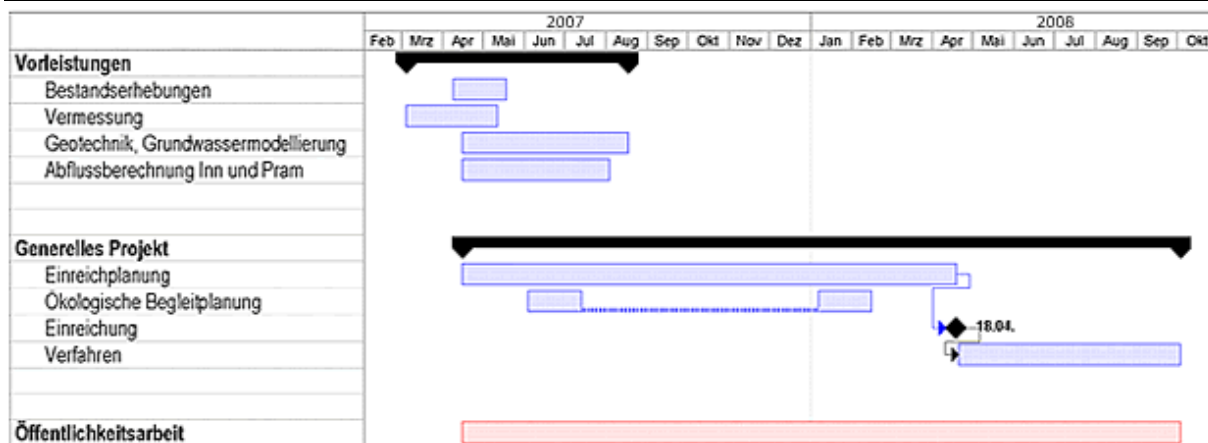 2007 2008
Feb Mrz Apr Mai Jun Jul Aug Sep Okt Nov Dez Jan Feb Mrz Apr Mai Jun Jul Aug Sep Okt
Vorleistungen
Bestandserhebungen
Vermessung
Geotechnik, Grundwassermodellierung
Abflussberechnung Inn und Pram
Generelles Projekt
Einreichplanung
Ökologische Begleitplanung
Einreichung 18.04.
Verfahren
Öffentlichkeitsarbeit